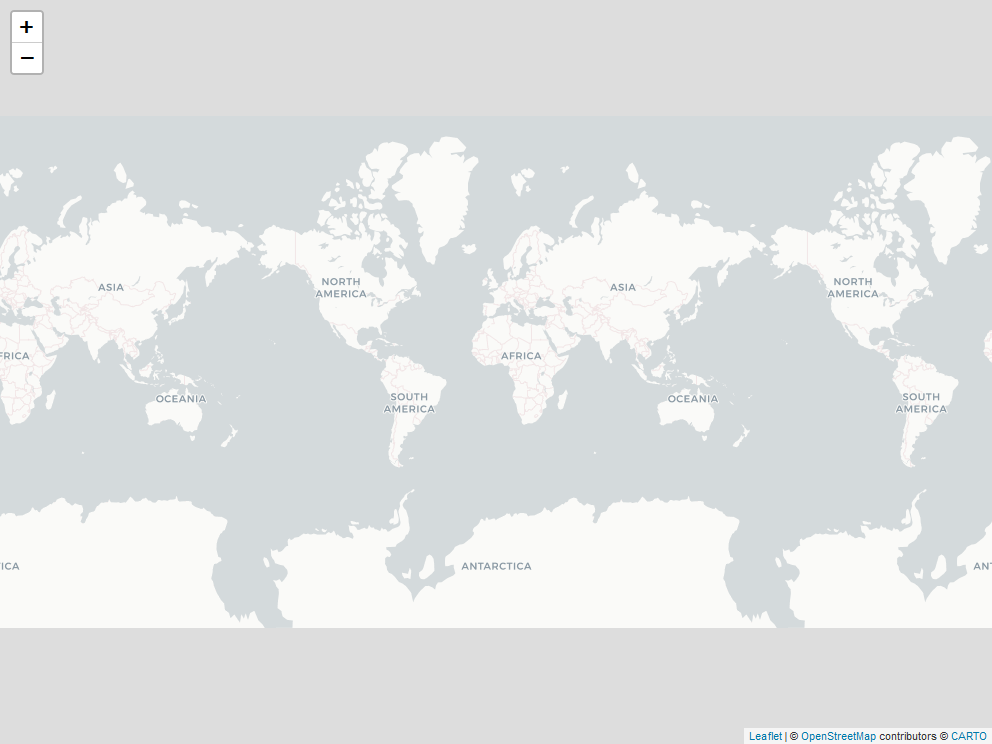 +
−
ASIA
NORTH
AMERICA
ASIA
NORTH
AMERICA
FRICA
AFRICA
OCEANIA
SOUTH
AMERICA
OCEANIA
SOUTH
AMERICA
ICA
ANTARCTICA
ANT
Leaflet | © OpenStreetMap contributors © CARTO